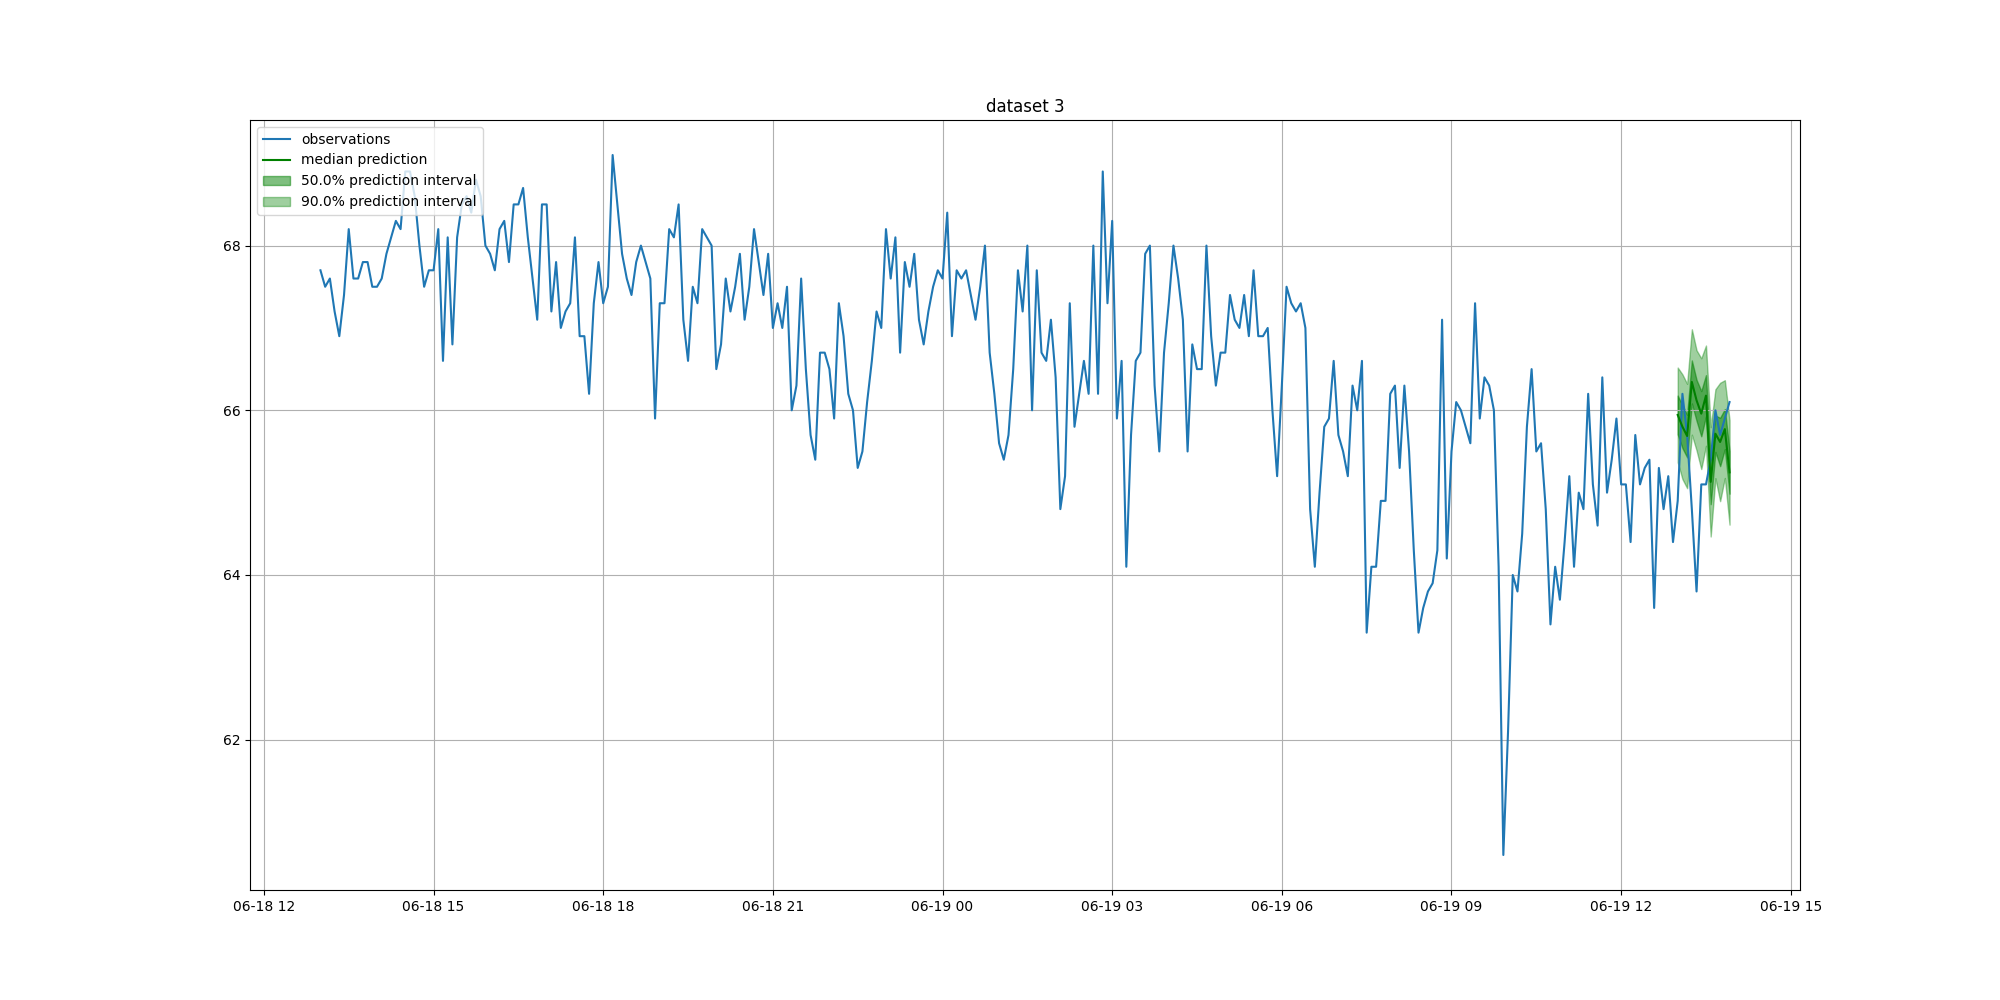 dataset 3
observations
median prediction
50.0% prediction interval
90.0% prediction interval
68
66
64
62
06-18 12 06-18 15 06-18 18 06-18 21 06-19 00 06-19 03 06-19 06 06-19 09 06-19 12 06-19 15